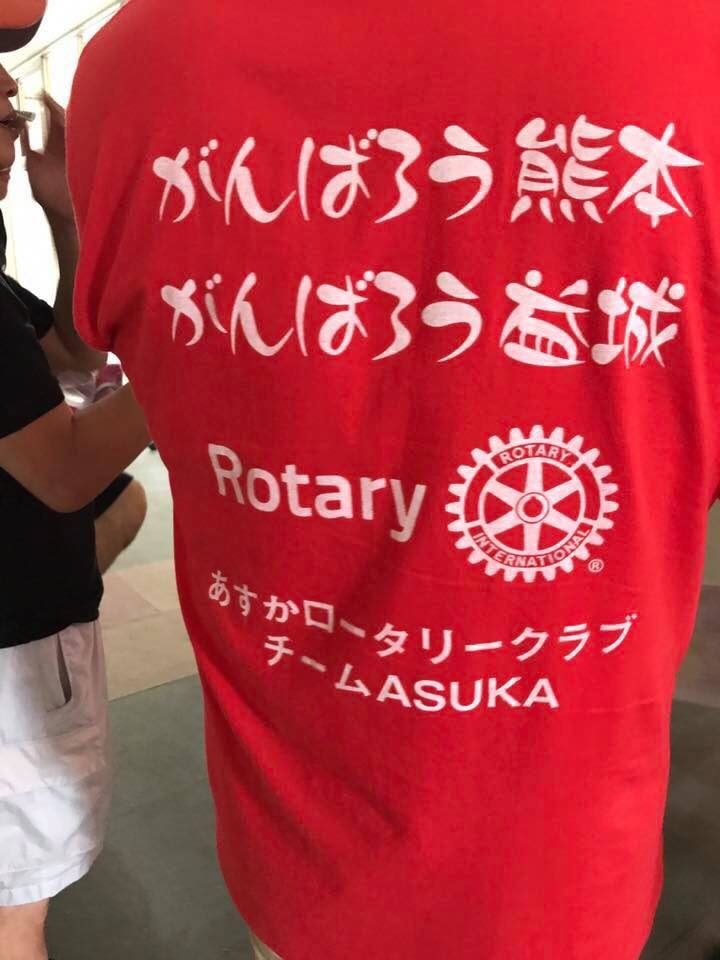 がんばろう熊本
がんばろう益城
Rotary
ROTARY
INTERNATIONAL
®
あすかロータリークラブ
チームASUKA